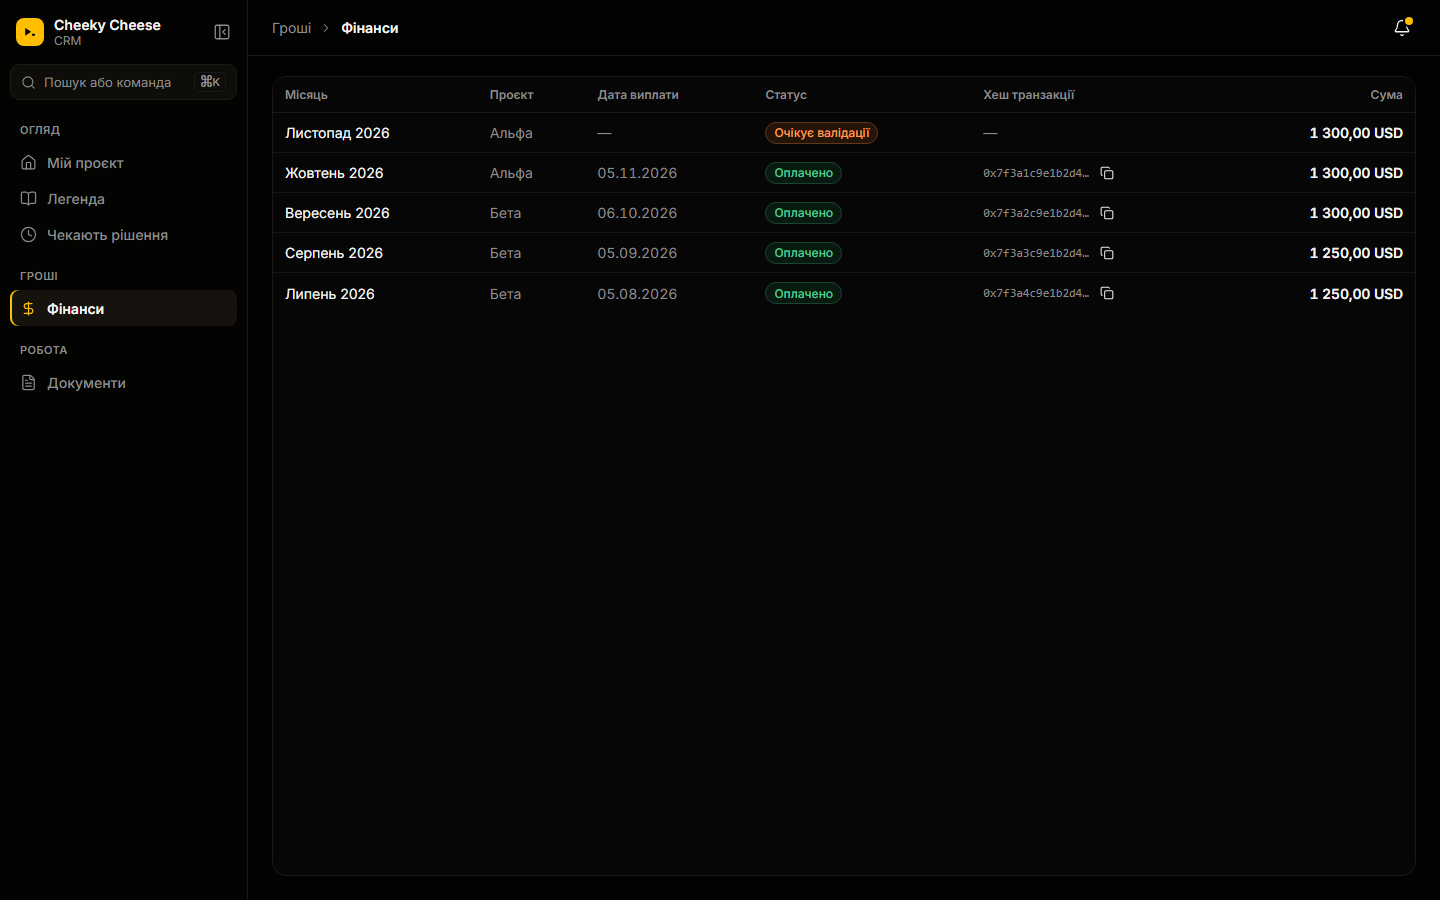 Cheeky Cheese
CRM
Пошук або команда ⌘K
ОГЛЯД
Мій проєкт
Легенда
Чекають рішення
ГРОШІ
Фінанси
РОБОТА
Документи
Гроші > Фінанси
Місяць Проєкт Дата виплати Статус Хеш транзакції Сума
Листопад 2026 Альфа — Очікує валідації — 1 300,00 USD
Жовтень 2026 Альфа 05.11.2026 Оплачено 0x7f3a1c9e1b2d4… 1 300,00 USD
Вересень 2026 Бета 06.10.2026 Оплачено 0x7f3a2c9e1b2d4… 1 300,00 USD
Серпень 2026 Бета 05.09.2026 Оплачено 0x7f3a3c9e1b2d4… 1 250,00 USD
Липень 2026 Бета 05.08.2026 Оплачено 0x7f3a4c9e1b2d4… 1 250,00 USD